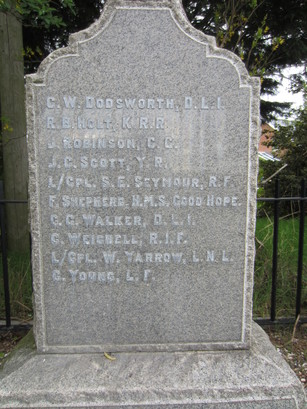 C. W. DODSWORTH, D. L. I.
R. B. HOLT, K. R. R.
J. ROBINSON, C. G.
J. G. SCOTT, Y. R.
L/CPL. S. E. SEYMOUR, R. F.
F. SHEPHERD, H.M.S. GOOD HOPE.
G. G. WALKER, D. L. I.
G. WEIGHELL, R. I. F.
L/CPL. W. YARROW, L. N. L.
G. YOUNG, L. F.